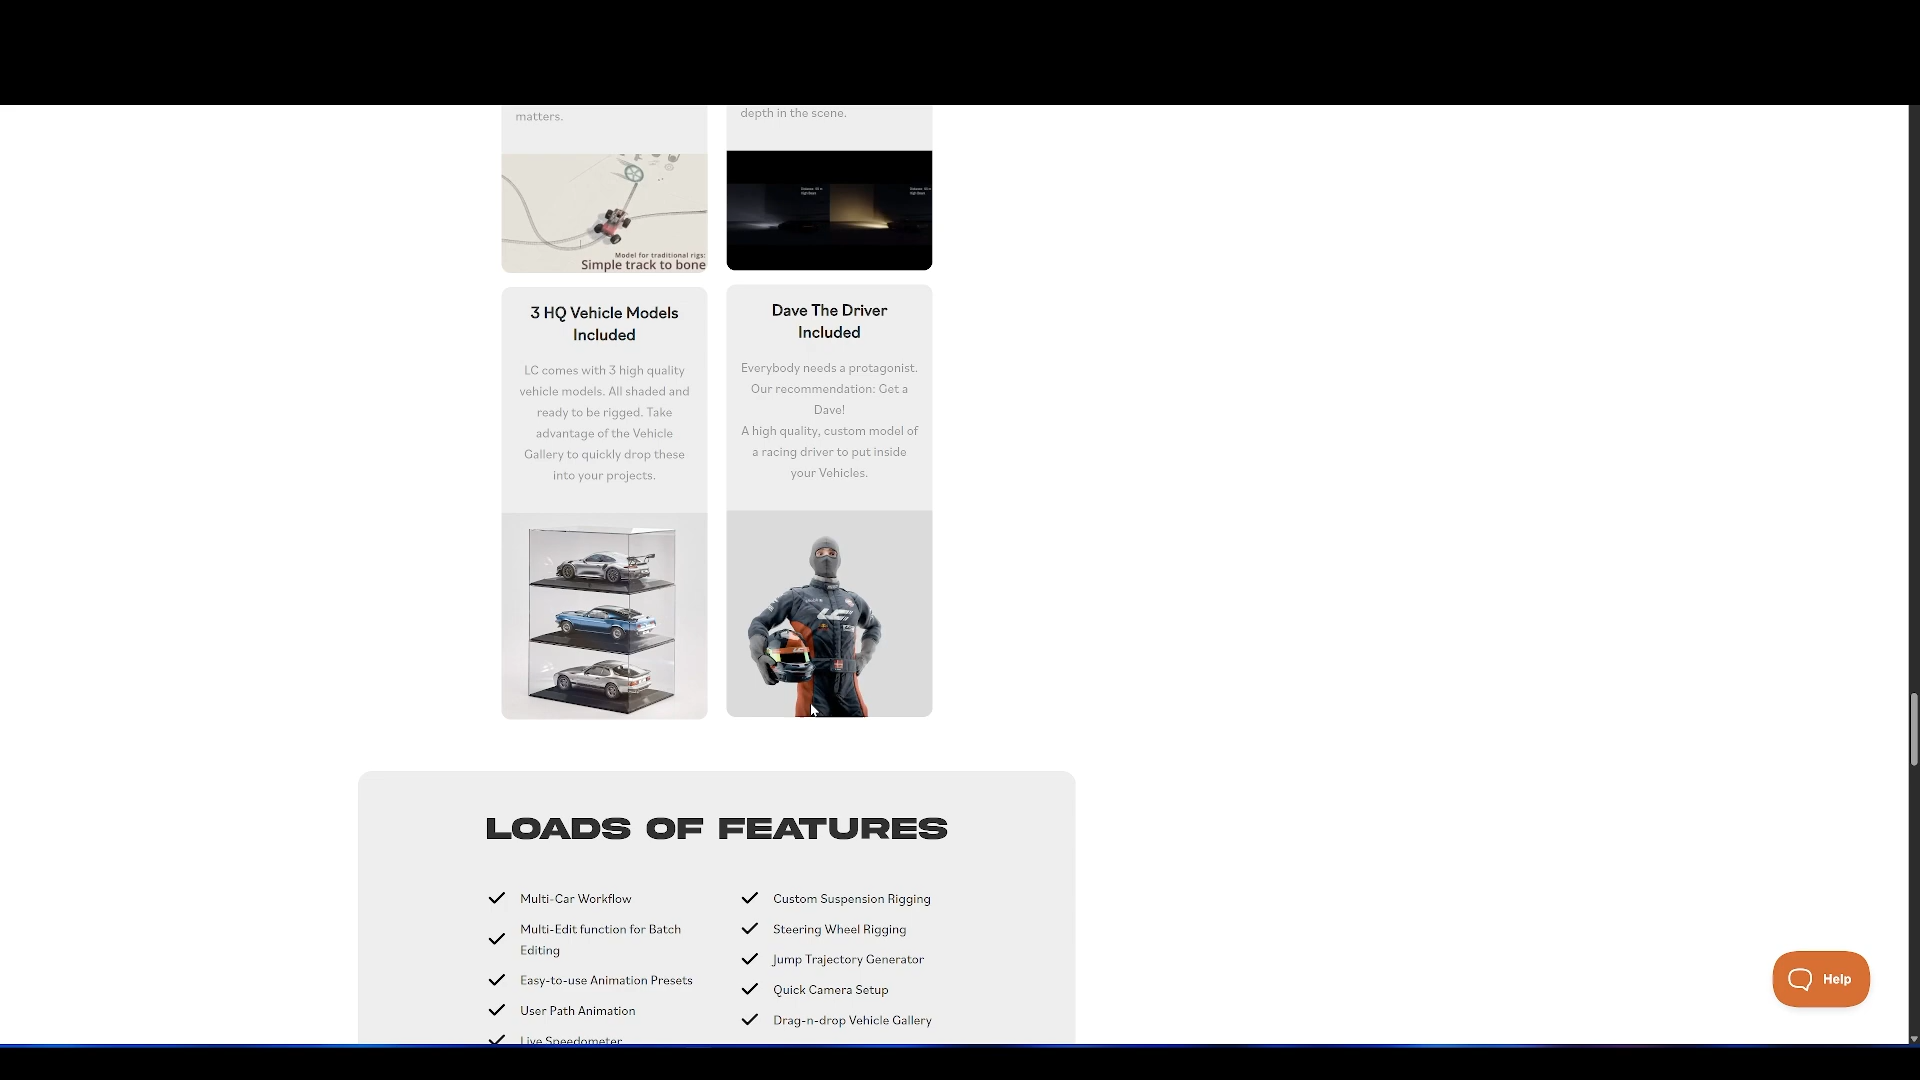 matters.
depth in the scene.
Model for traditional rigs:
Simple track to bone
3 HQ Vehicle Models
Included
LC comes with 3 high quality
vehicle models. All shaded and
ready to be rigged. Take
advantage of the Vehicle
Gallery to quickly drop these
into your projects.
Dave The Driver
Included
Everybody needs a protagonist.
Our recommendation: Get a
Dave!
A high quality, custom model of
a racing driver to put inside
your Vehicles.
LC
LOADS OF FEATURES
Multi-Car Workflow
Multi-Edit function for Batch
Editing
Easy-to-use Animation Presets
User Path Animation
Live Speedometer
Custom Suspension Rigging
Steering Wheel Rigging
Jump Trajectory Generator
Quick Camera Setup
Drag-n-drop Vehicle Gallery
Help